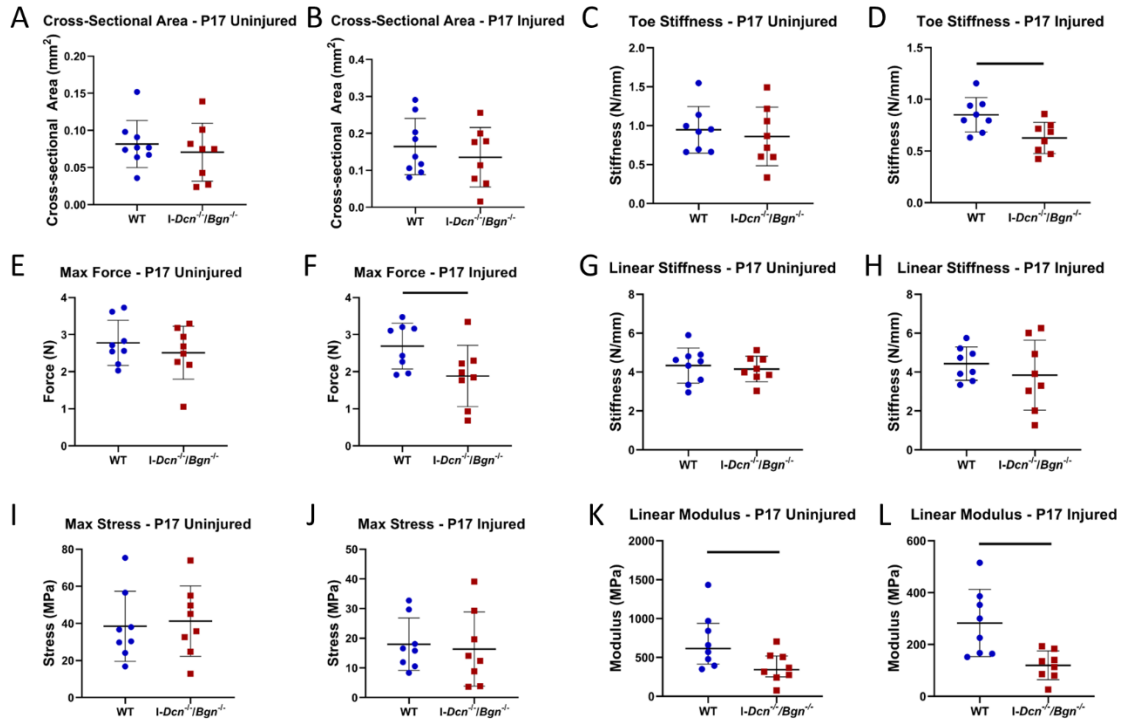 A
Cross-Sectional Area - P17 Uninjured
Cross-sectional Area (mm²)
0.20
0.15
0.10
0.05
0.00
WT
I-Dcn⁻/⁻/Bgn⁻/⁻
B
Cross-Sectional Area - P17 Injured
Cross-sectional Area (mm²)
0.4
0.3
0.2
0.1
0.0
WT
I-Dcn⁻/⁻/Bgn⁻/⁻
C
Toe Stiffness - P17 Uninjured
Stiffness (N/mm)
2.0
1.5
1.0
0.5
0.0
WT
I-Dcn⁻/⁻/Bgn⁻/⁻
D
Toe Stiffness - P17 Injured
Stiffness (N/mm)
1.5
1.0
0.5
0.0
WT
I-Dcn⁻/⁻/Bgn⁻/⁻
E
Max Force - P17 Uninjured
Force (N)
4
3
2
1
0
WT
I-Dcn⁻/⁻/Bgn⁻/⁻
F
Max Force - P17 Injured
Force (N)
4
3
2
1
0
WT
I-Dcn⁻/⁻/Bgn⁻/⁻
G
Linear Stiffness - P17 Uninjured
Stiffness (N/mm)
8
6
4
2
0
WT
I-Dcn⁻/⁻/Bgn⁻/⁻
H
Linear Stiffness - P17 Injured
Stiffness (N/mm)
8
6
4
2
0
WT
I-Dcn⁻/⁻/Bgn⁻/⁻
I
Max Stress - P17 Uninjured
Stress (MPa)
80
60
40
20
0
WT
I-Dcn⁻/⁻/Bgn⁻/⁻
J
Max Stress - P17 Injured
Stress (MPa)
50
40
30
20
10
0
WT
I-Dcn⁻/⁻/Bgn⁻/⁻
K
Linear Modulus - P17 Uninjured
Modulus (MPa)
2000
1500
1000
500
0
WT
I-Dcn⁻/⁻/Bgn⁻/⁻
L
Linear Modulus - P17 Injured
Modulus (MPa)
600
400
200
0
WT
I-Dcn⁻/⁻/Bgn⁻/⁻